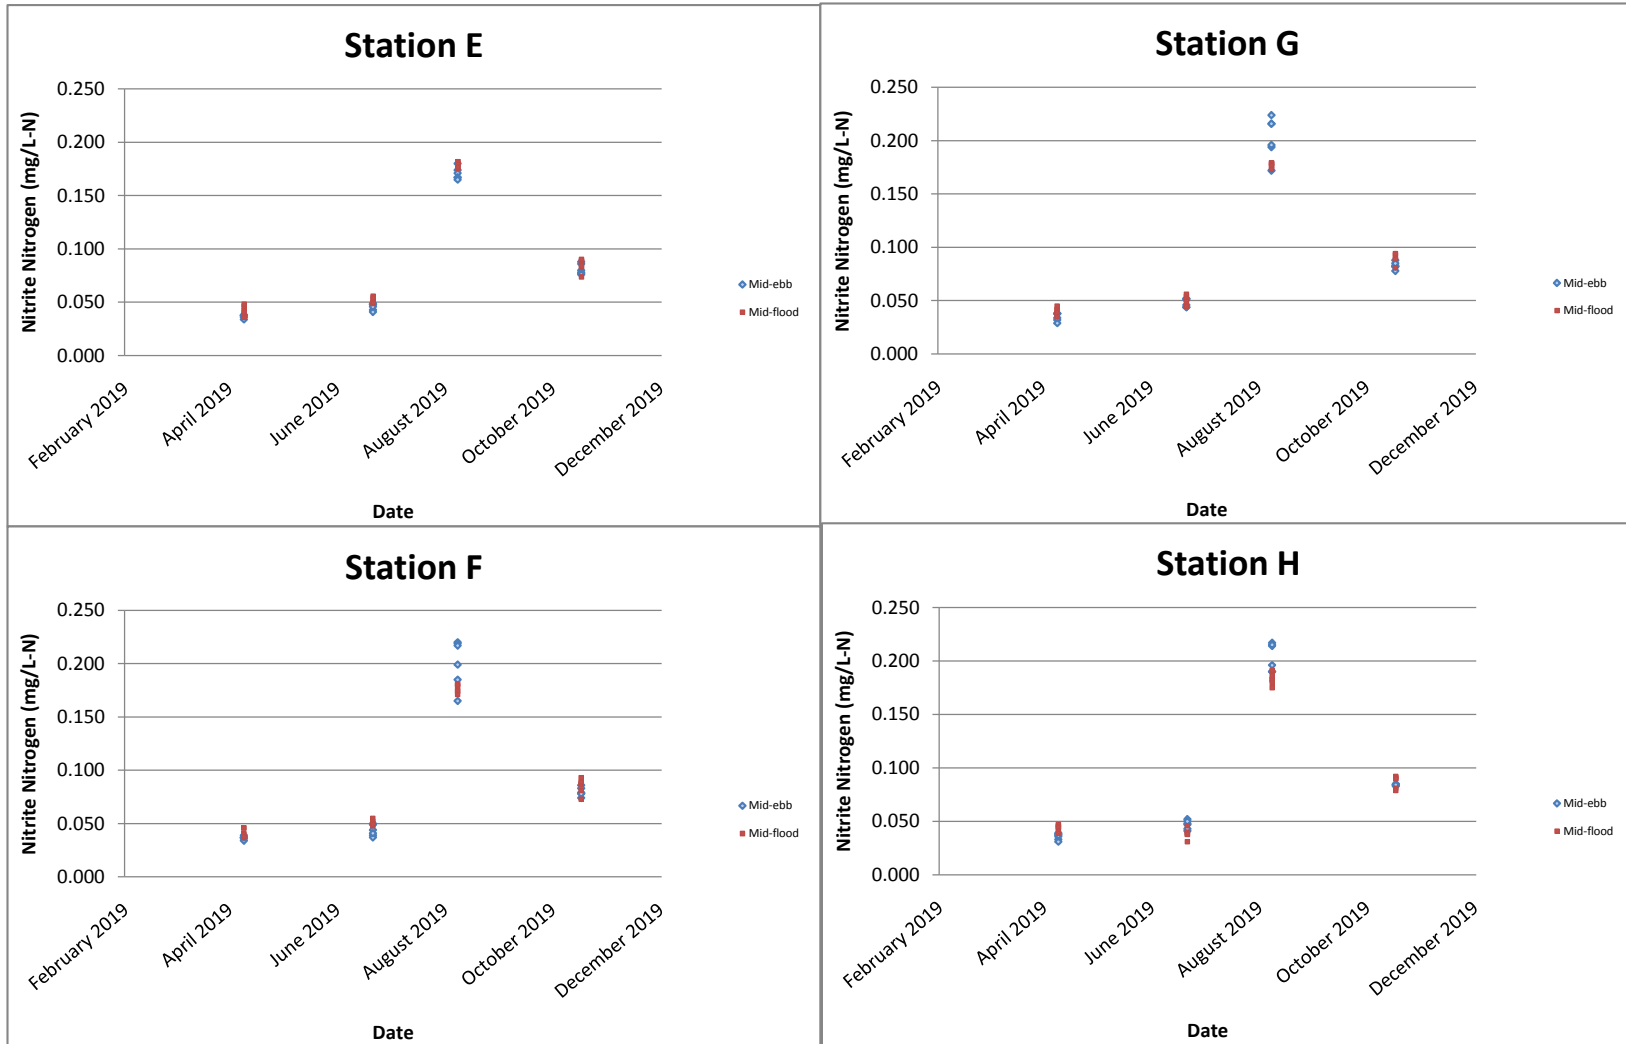 Station E
Nitrite Nitrogen (mg/L-N)
0.250
0.200
0.150
0.100
0.050
0.000
February 2019
April 2019
June 2019
August 2019
October 2019
December 2019
Date
Mid-ebb
Mid-flood
Station G
Nitrite Nitrogen (mg/L-N)
0.250
0.200
0.150
0.100
0.050
0.000
February 2019
April 2019
June 2019
August 2019
October 2019
December 2019
Date
Mid-ebb
Mid-flood
Station F
Nitrite Nitrogen (mg/L-N)
0.250
0.200
0.150
0.100
0.050
0.000
February 2019
April 2019
June 2019
August 2019
October 2019
December 2019
Date
Mid-ebb
Mid-flood
Station H
Nitrite Nitrogen (mg/L-N)
0.250
0.200
0.150
0.100
0.050
0.000
February 2019
April 2019
June 2019
August 2019
October 2019
December 2019
Date
Mid-ebb
Mid-flood